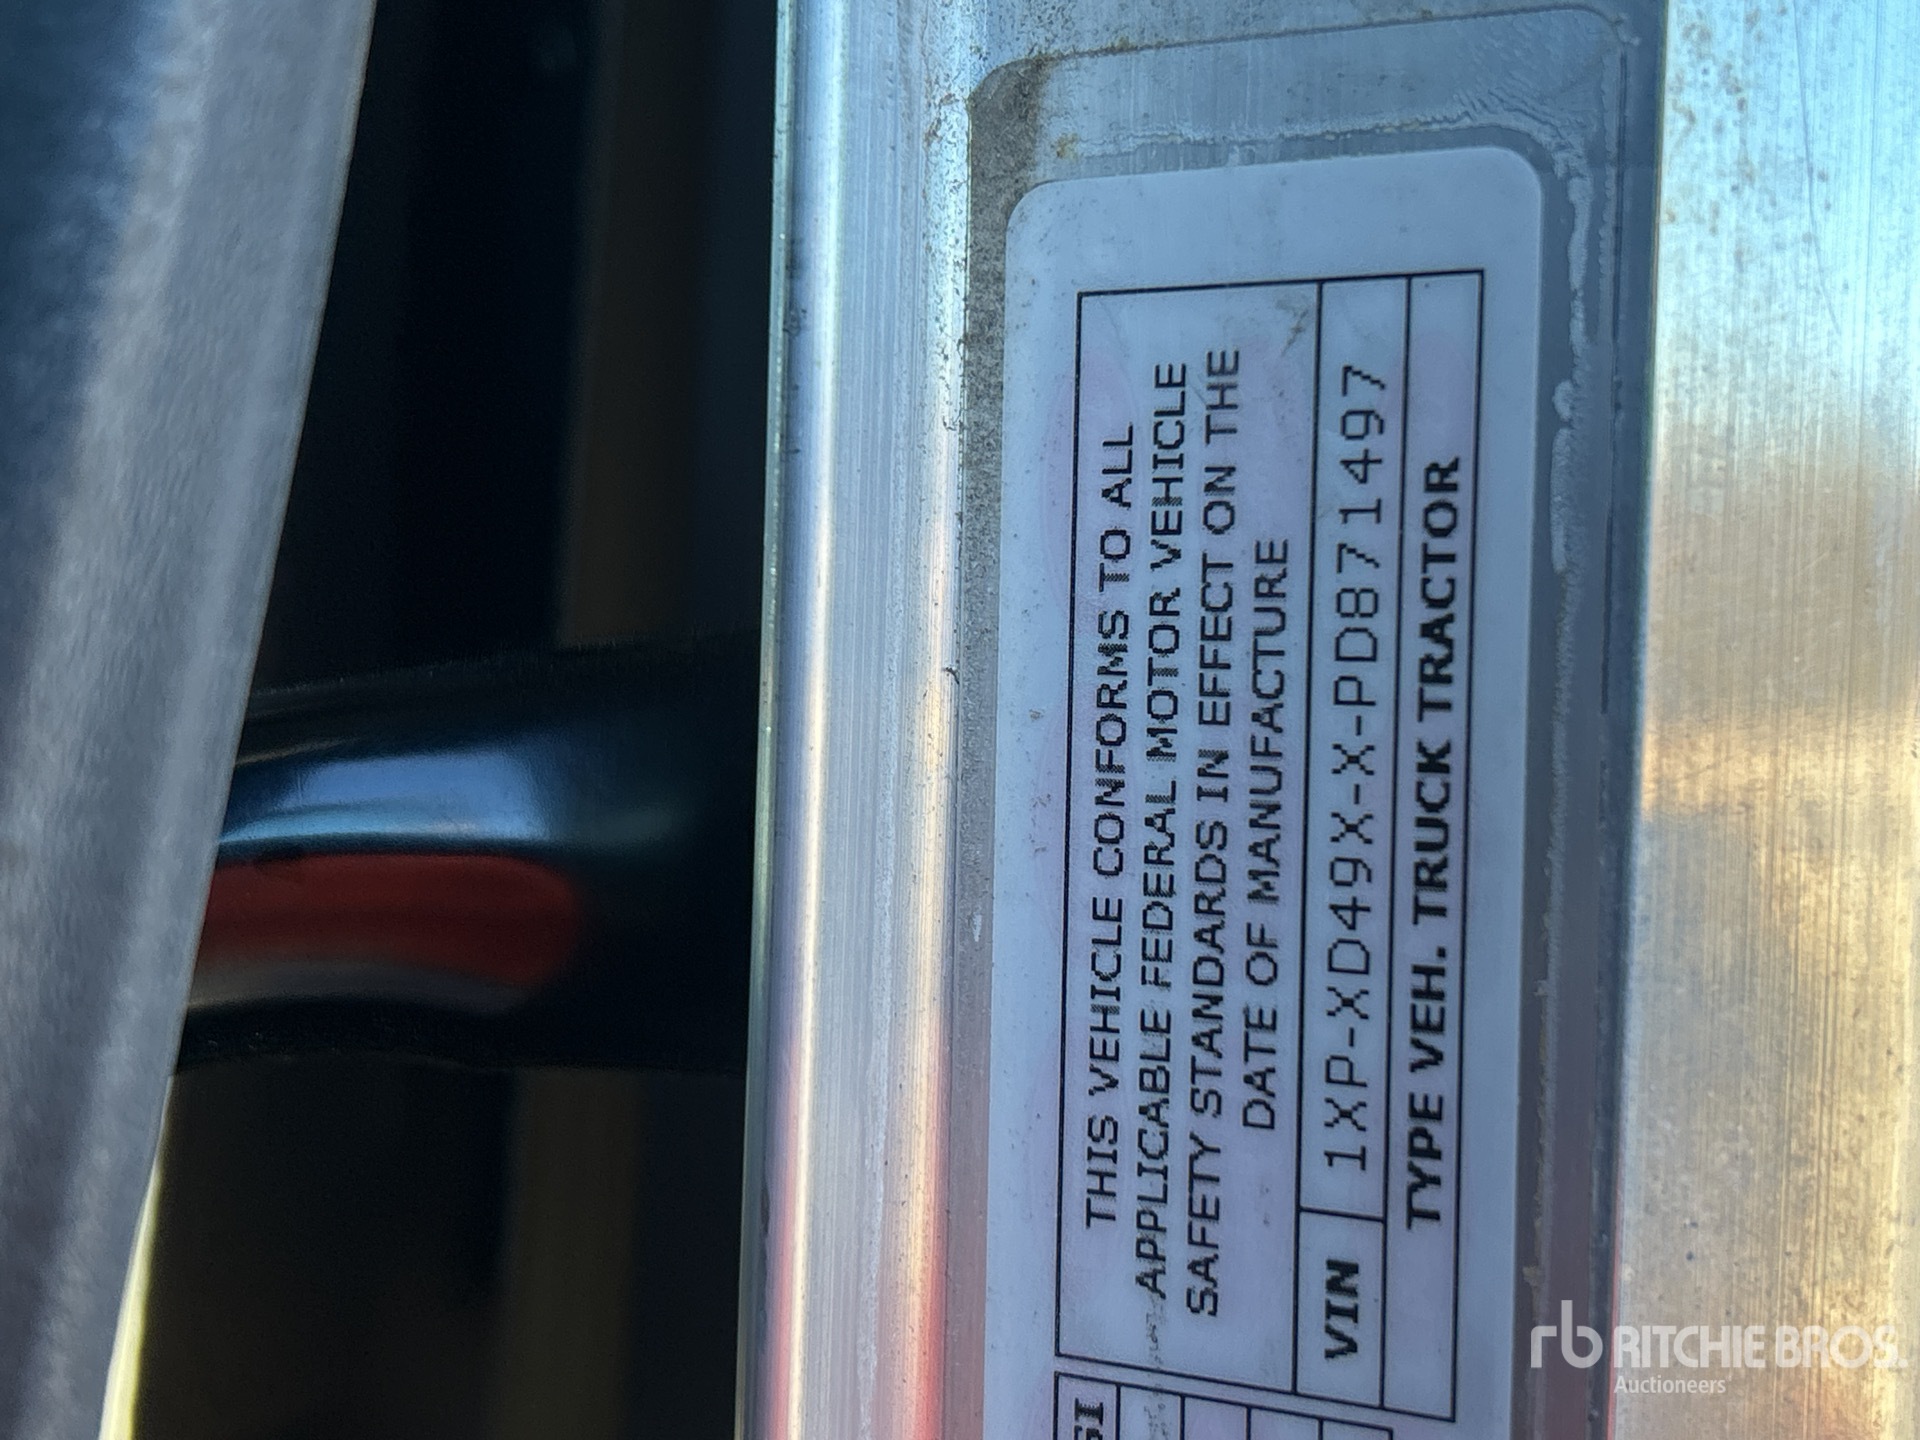 THIS VEHICLE CONFORMS TO ALL
APPLICABLE FEDERAL MOTOR VEHICLE
SAFETY STANDARDS IN EFFECT ON THE
DATE OF MANUFACTURE
VIN 1XP-XD49X-X-PD871497
TYPE VEH. TRUCK TRACTOR
rb RITCHIE BROS.
Auctioneers